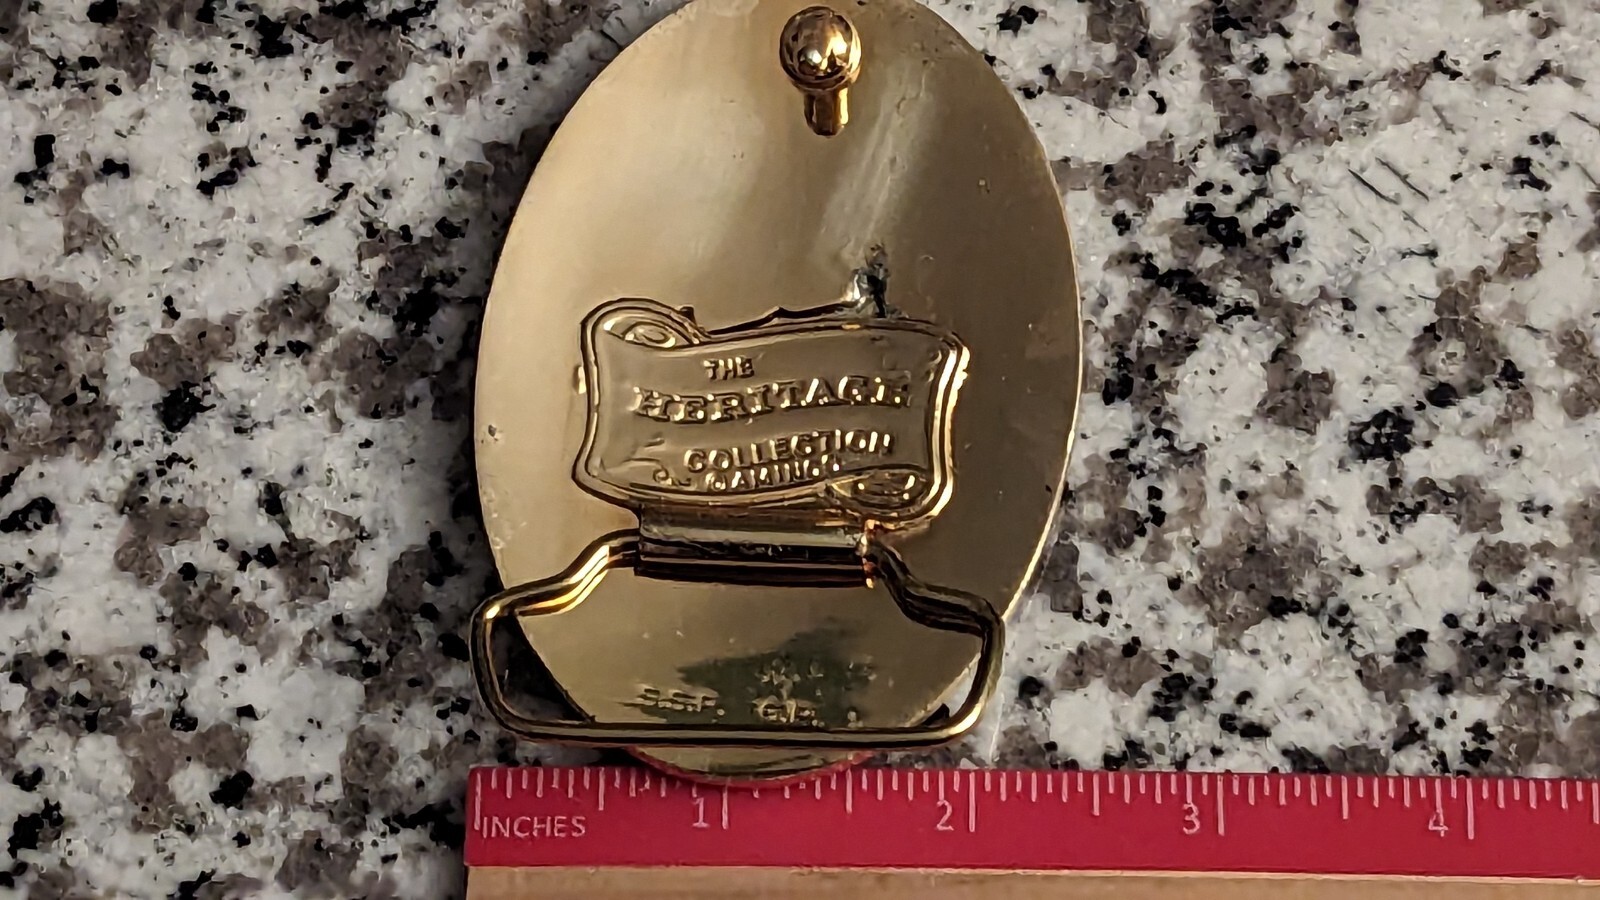 THE
HERITAGE
COLLECTION
1
2
3
4
INCHES